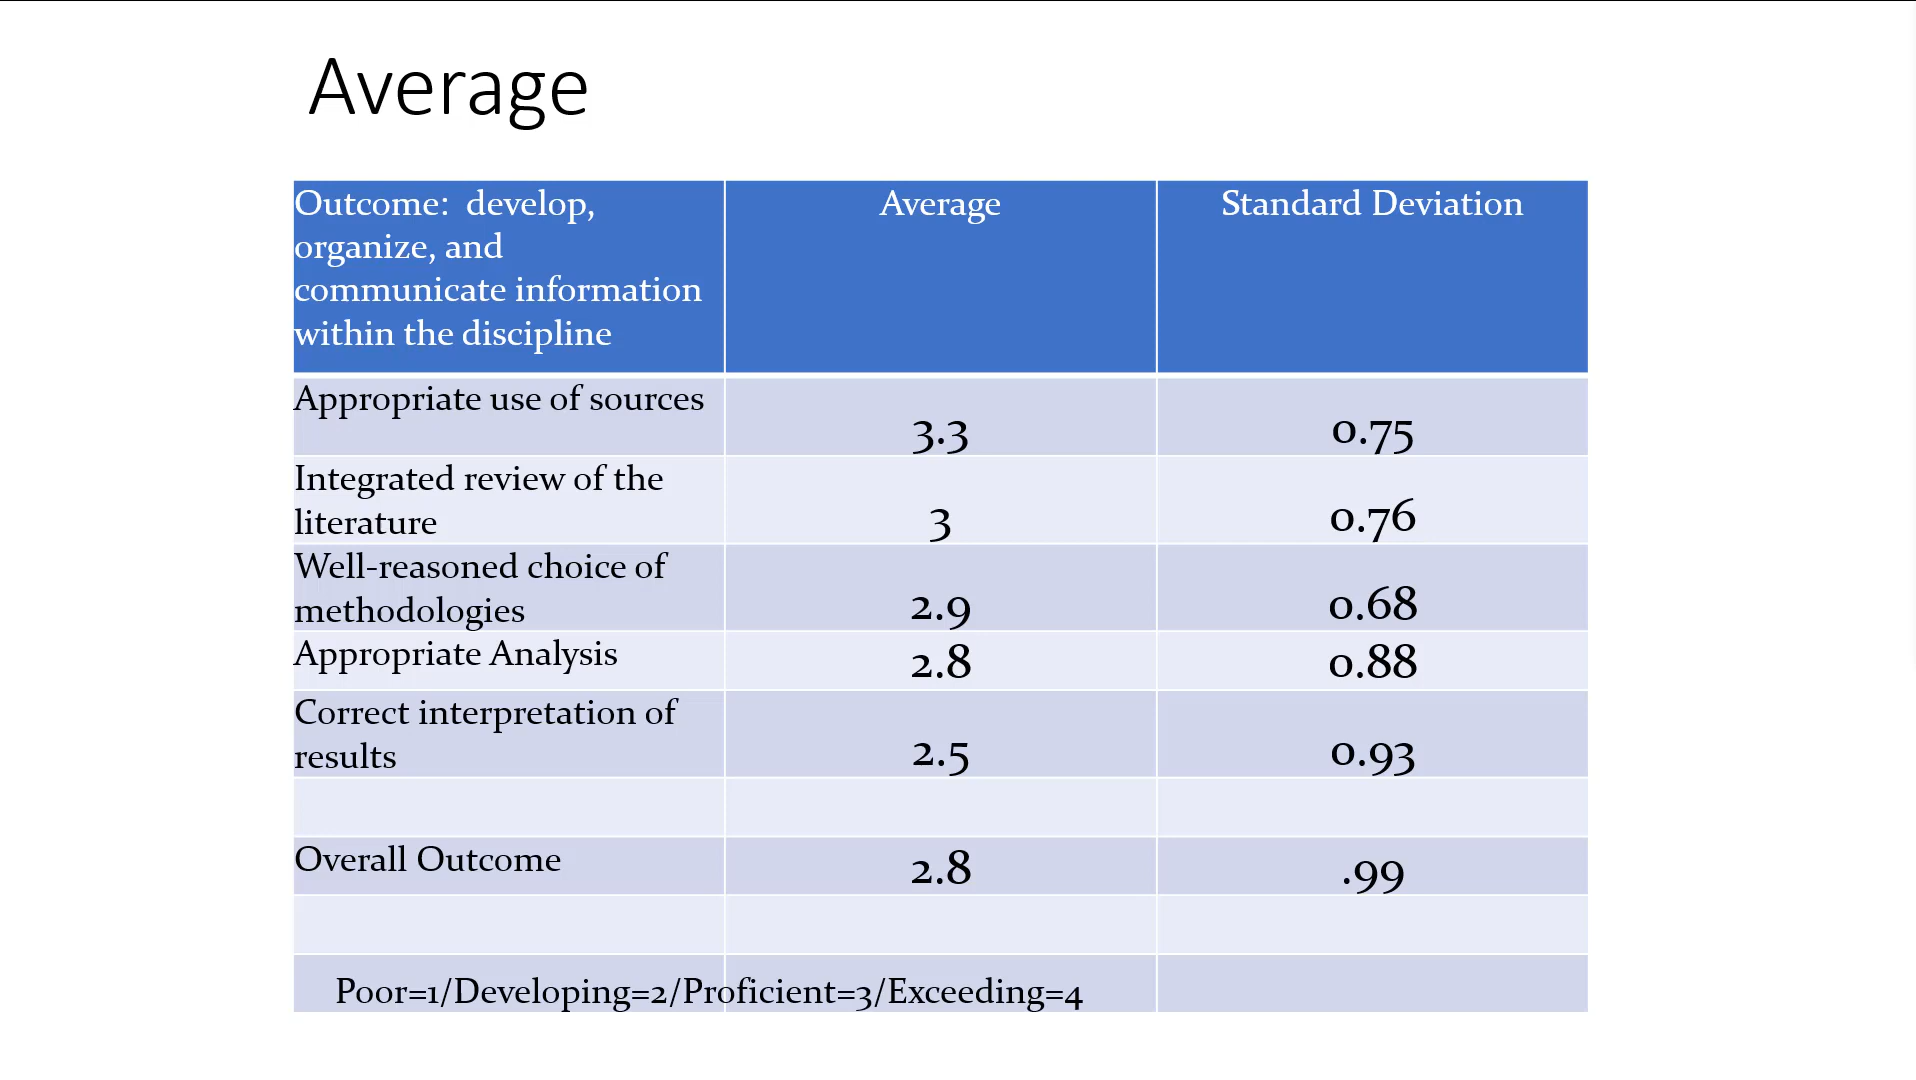 Average
Outcome:  develop,
organize, and
communicate information
within the discipline
Average
Standard Deviation
Appropriate use of sources
3.3
0.75
Integrated review of the
literature
3
0.76
Well-reasoned choice of
methodologies
2.9
0.68
Appropriate Analysis
2.8
0.88
Correct interpretation of
results
2.5
0.93
Overall Outcome
2.8
.99
Poor=1/Developing=2/Proficient=3/Exceeding=4